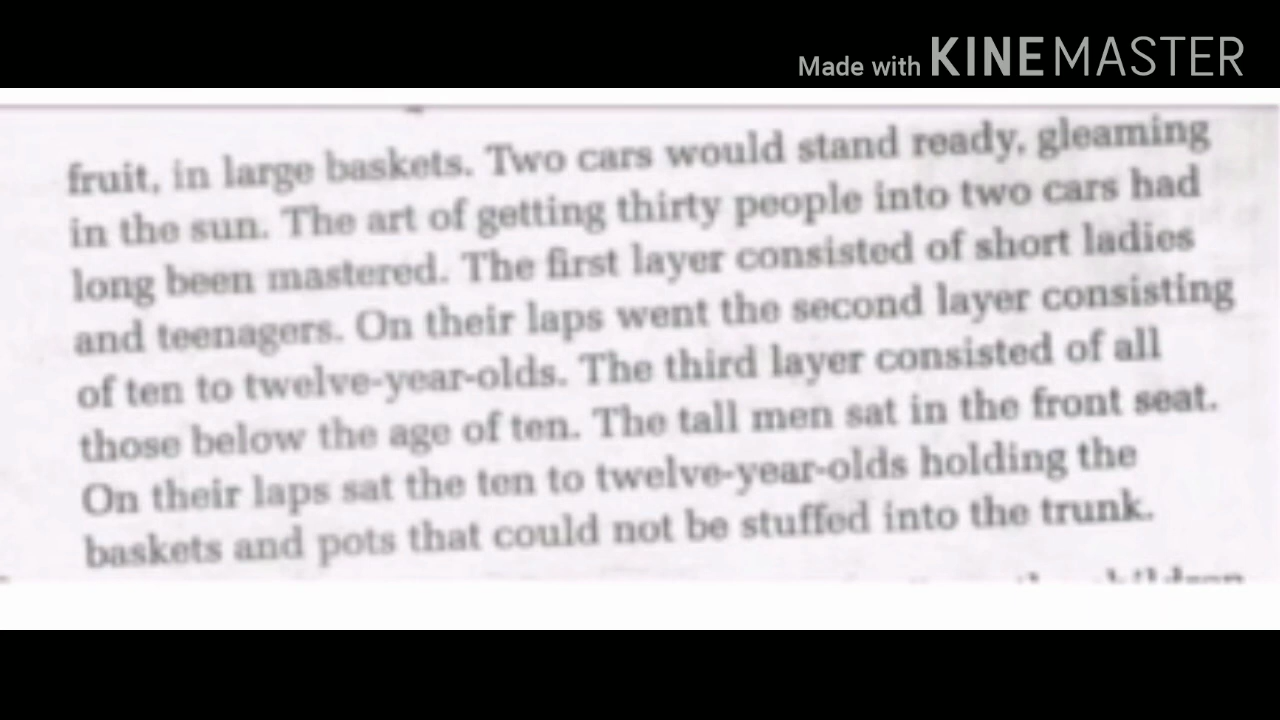 Made with KINEMASTER
fruit, in large baskets. Two cars would stand ready, gleaming
in the sun. The art of getting thirty people into two cars had
long been mastered. The first layer consisted of short ladies
and teenagers. On their laps went the second layer consisting
of ten to twelve-year-olds. The third layer consisted of all
those below the age of ten. The tall men sat in the front seat.
On their laps sat the ten to twelve-year-olds holding the
baskets and pots that could not be stuffed into the trunk.